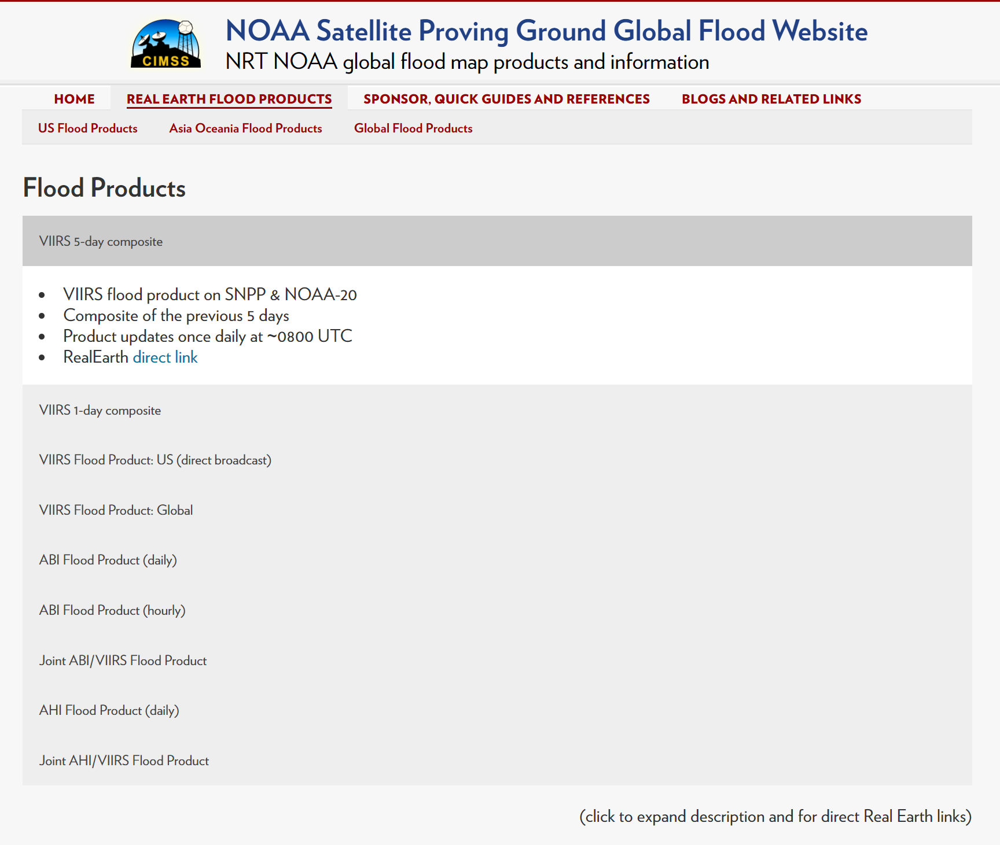 CIMSS
NOAA Satellite Proving Ground Global Flood Website
NRT NOAA global flood map products and information
HOME REAL EARTH FLOOD PRODUCTS SPONSOR, QUICK GUIDES AND REFERENCES BLOGS AND RELATED LINKS
US Flood Products Asia Oceania Flood Products Global Flood Products
Flood Products
VIIRS 5-day composite
• VIIRS flood product on SNPP & NOAA-20
• Composite of the previous 5 days
• Product updates once daily at ~0800 UTC
• RealEarth direct link
VIIRS 1-day composite
VIIRS Flood Product: US (direct broadcast)
VIIRS Flood Product: Global
ABI Flood Product (daily)
ABI Flood Product (hourly)
Joint ABI/VIIRS Flood Product
AHI Flood Product (daily)
Joint AHI/VIIRS Flood Product
(click to expand description and for direct Real Earth links)